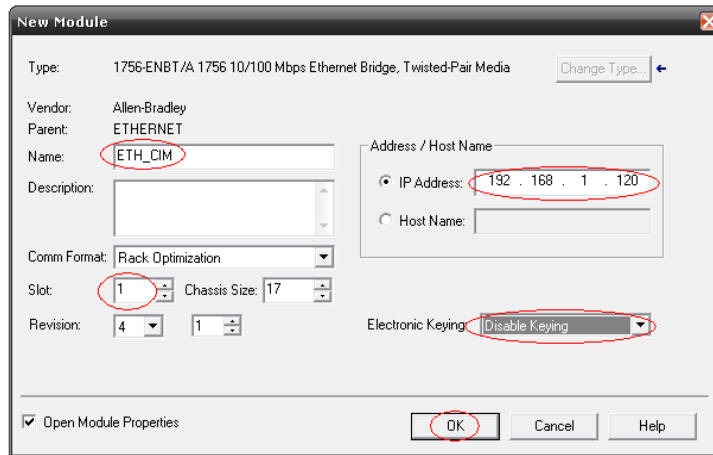 New Module
Type: 1756-ENBT/A 1756 10/100 Mbps Ethernet Bridge, Twisted-Pair Media Change Type...
Vendor: Allen-Bradley
Parent: ETHERNET
Name: ETH_CIM
Address / Host Name
IP Address: 192 . 168 . 1 . 120
Description:
Host Name:
Comm Format: Rack Optimization
Slot: 1 Chassis Size: 17
Revision: 4 1 Electronic Keying: Disable Keying
Open Module Properties OK Cancel Help